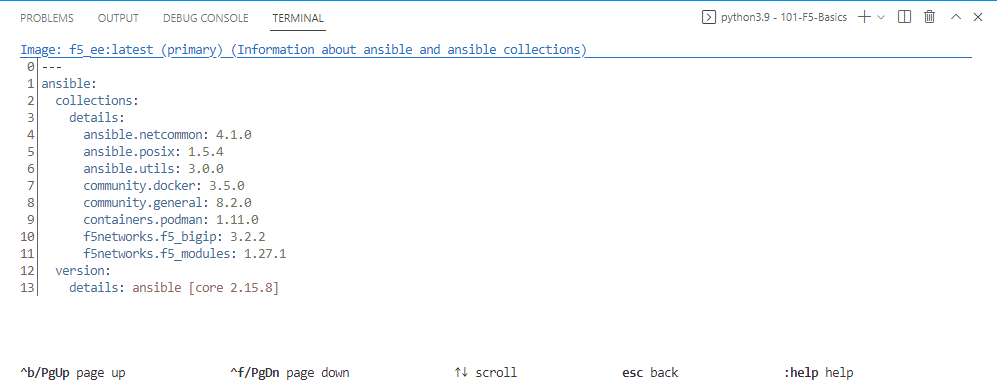 PROBLEMS OUTPUT DEBUG CONSOLE TERMINAL python3.9 - 101-F5-Basics
Image: f5_ee:latest (primary) (Information about ansible and ansible collections)
0 ---
1 ansible:
2 collections:
3 details:
4 ansible.netcommon: 4.1.0
5 ansible.posix: 1.5.4
6 ansible.utils: 3.0.0
7 community.docker: 3.5.0
8 community.general: 8.2.0
9 containers.podman: 1.11.0
10 f5networks.f5_bigip: 3.2.2
11 f5networks.f5_modules: 1.27.1
12 version:
13 details: ansible [core 2.15.8]
^b/PgUp page up ^f/PgDn page down ↑↓ scroll esc back :help help